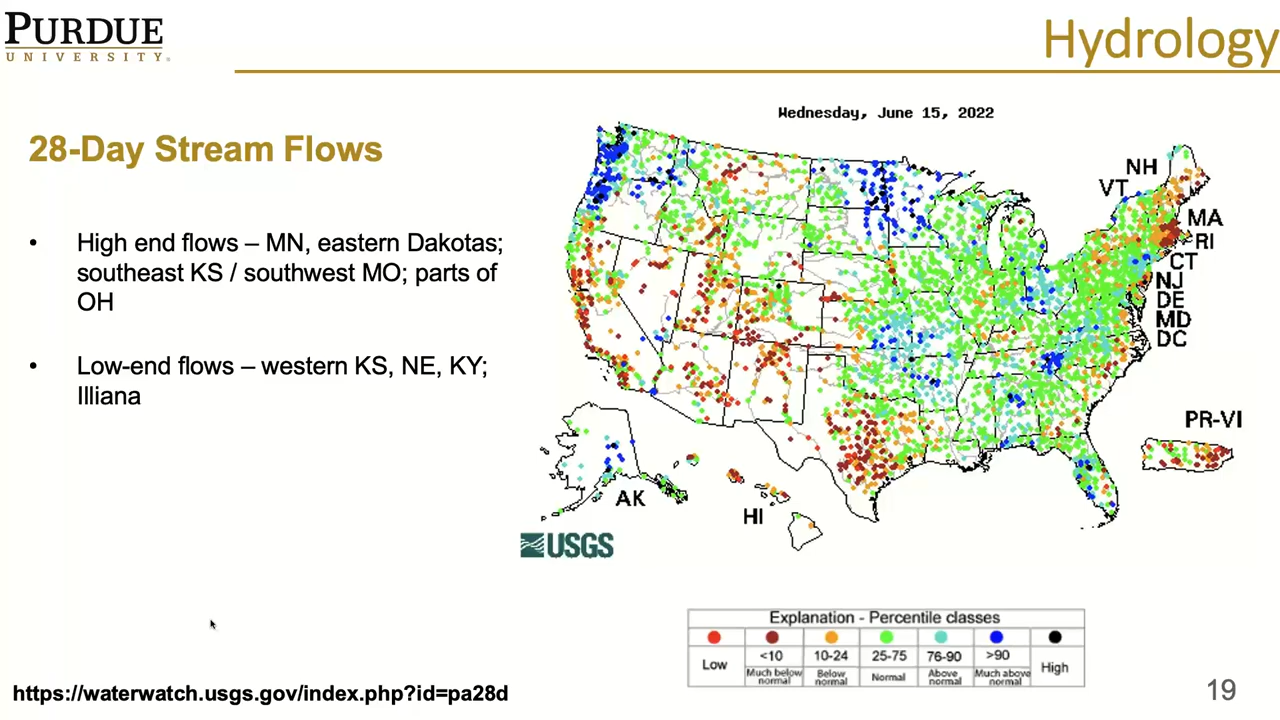 PURDUE
UNIVERSITY®
Hydrology
28-Day Stream Flows
• High end flows – MN, eastern Dakotas;
southeast KS / southwest MO; parts of
OH
• Low-end flows – western KS, NE, KY;
Illiana
Wednesday, June 15, 2022
NH
VT
MA
RI
CT
NJ
DE
MD
DC
PR-VI
AK
HI
USGS
Explanation - Percentile classes
Low
<10
Much below
normal
10-24
Below
normal
25-75
Normal
76-90
Above
normal
>90
Much above
normal
High
https://waterwatch.usgs.gov/index.php?id=pa28d
19